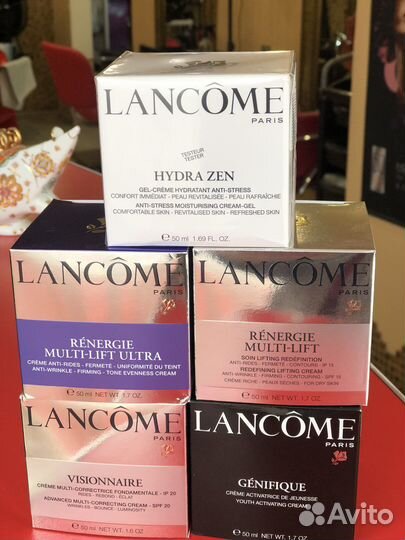 LANCÔME
PARIS
TESTEUR
TESTER
HYDRA ZEN
GEL-CRÈME HYDRATANT ANTI-STRESS
CONFORT IMMÉDIAT - PEAU REVITALISÉE - PEAU RAFRAÎCHIE
ANTI-STRESS MOISTURISING CREAM-GEL
COMFORTABLE SKIN - REVITALISED SKIN - REFRESHED SKIN
e 50 ml 1.69 FL. OZ.
LANCÔME
PARIS
RÉNERGIE
MULTI-LIFT ULTRA
CRÈME ANTI-RIDES - FERMETÉ - UNIFORMITÉ DU TEINT
ANTI-WRINKLE - FIRMING - TONE EVENNESS CREAM
e 50 ml NET WT. 1.7 OZ.
LANCÔME
PARIS
RÉNERGIE
MULTI-LIFT
SOIN LIFTING REDÉFINITION
ANTI-RIDES - FERMETÉ - CONTOURS - IP 15
REDEFINING LIFTING CREAM
ANTI-WRINKLE - FIRMING - CONTOURING - SPF 15
CRÈME RICHE - PEAUX SÈCHES - FOR DRY SKIN
e 50 ml NET WT. 1.7 OZ.
LANCÔME
PARIS
VISIONNAIRE
CRÈME MULTI-CORRECTRICE FONDAMENTALE - IP 20
RIDES - REBOND - ÉCLAT
ADVANCED MULTI-CORRECTING CREAM - SPF 20
WRINKLES - BOUNCE - LUMINOSITY
e 50 ml NET WT. 1.6 OZ.
LANCÔME
PARIS
GÉNIFIQUE
CRÈME ACTIVATRICE DE JEUNESSE
YOUTH ACTIVATING CREAM
e 50 ml NET WT. 1.7 OZ.
Avito